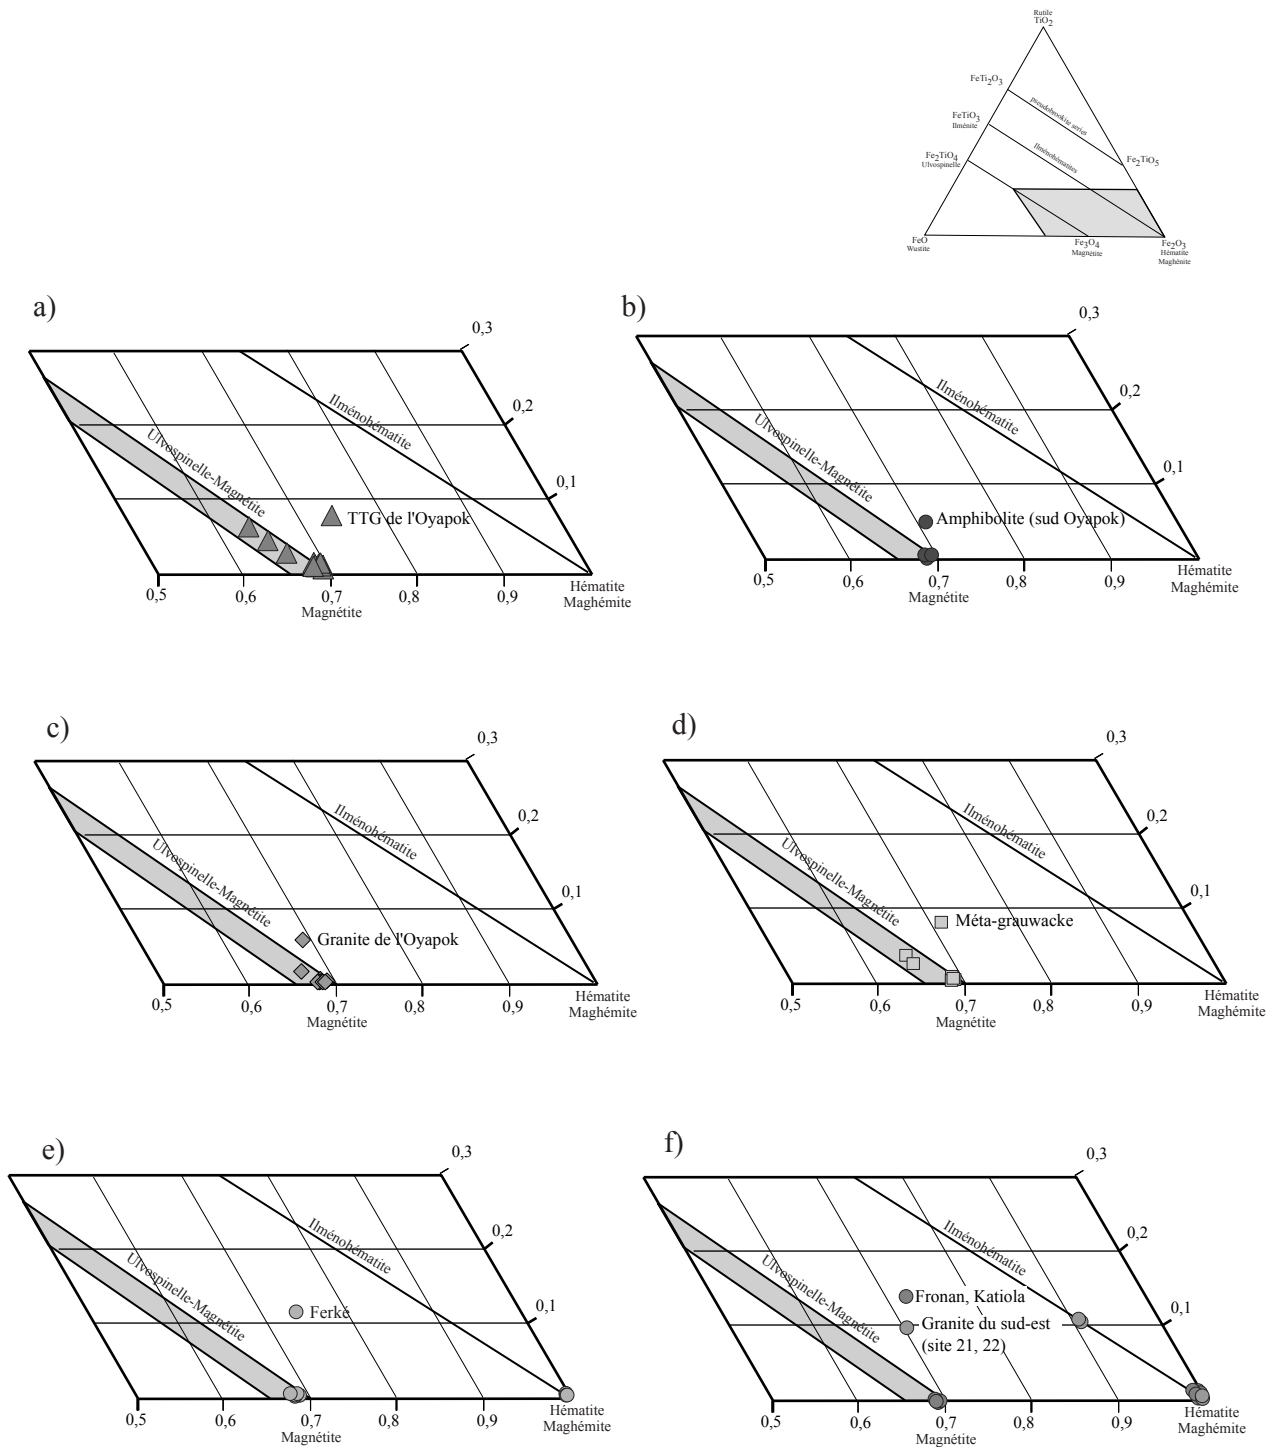 Rutile
TiO2
FeTi2O3
pseudobrookite series
FeTiO3
Ilménite
Ilménohématites
Fe2TiO4
Ulvospinelle
Fe2TiO5
FeO
Wustite
Fe3O4
Magnétite
Fe2O3
Hématite
Maghénite
a)
0,3
0,2
0,1
Ilménohématite
Ulvospinelle-Magnétite
TTG de l'Oyapok
0,5
0,6
0,7
0,8
0,9
Magnétite
Hématite
Maghémite
b)
0,3
0,2
0,1
Ilménohématite
Ulvospinelle-Magnétite
Amphibolite (sud Oyapok)
0,5
0,6
0,7
0,8
0,9
Magnétite
Hématite
Maghémite
c)
0,3
0,2
0,1
Ilménohématite
Ulvospinelle-Magnétite
Granite de l'Oyapok
0,5
0,6
0,7
0,8
0,9
Magnétite
Hématite
Maghémite
d)
0,3
0,2
0,1
Ilménohématite
Ulvospinelle-Magnétite
Méta-grauwacke
0,5
0,6
0,7
0,8
0,9
Magnétite
Hématite
Maghémite
e)
0,3
0,2
0,1
Ilménohématite
Ulvospinelle-Magnétite
Ferké
0,5
0,6
0,7
0,8
0,9
Magnétite
Hématite
Maghémite
f)
0,3
0,2
0,1
Ilménohématite
Ulvospinelle-Magnétite
Fronan, Katiola
Granite du sud-est
(site 21, 22)
0,5
0,6
0,7
0,8
0,9
Magnétite
Hématite
Maghémite